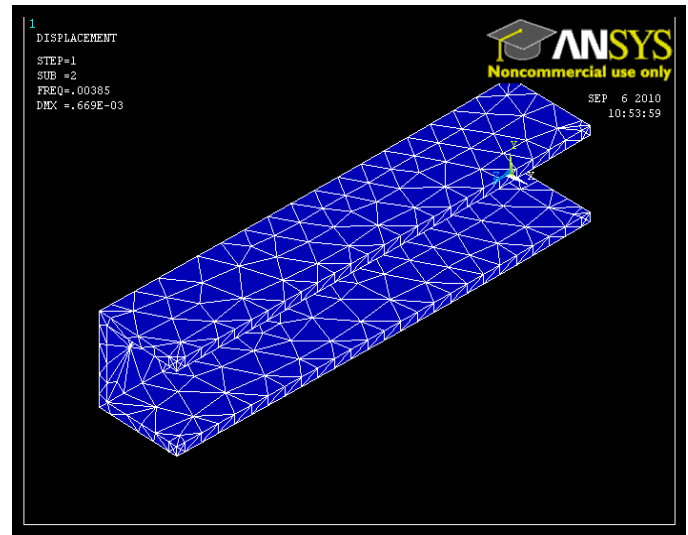 1
DISPLACEMENT
STEP=1
SUB =2
FREQ=.00385
DMX =.669E-03
ANSYS
Noncommercial use only
SEP 6 2010
10:53:59
Y
Z
X